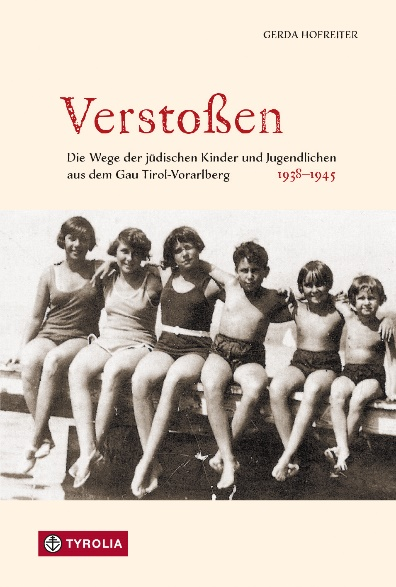 GERDA HOFREITER
Verstoßen
Die Wege der jüdischen Kinder und Jugendlichen
aus dem Gau Tirol-Vorarlberg 1938–1945
TYROLIA